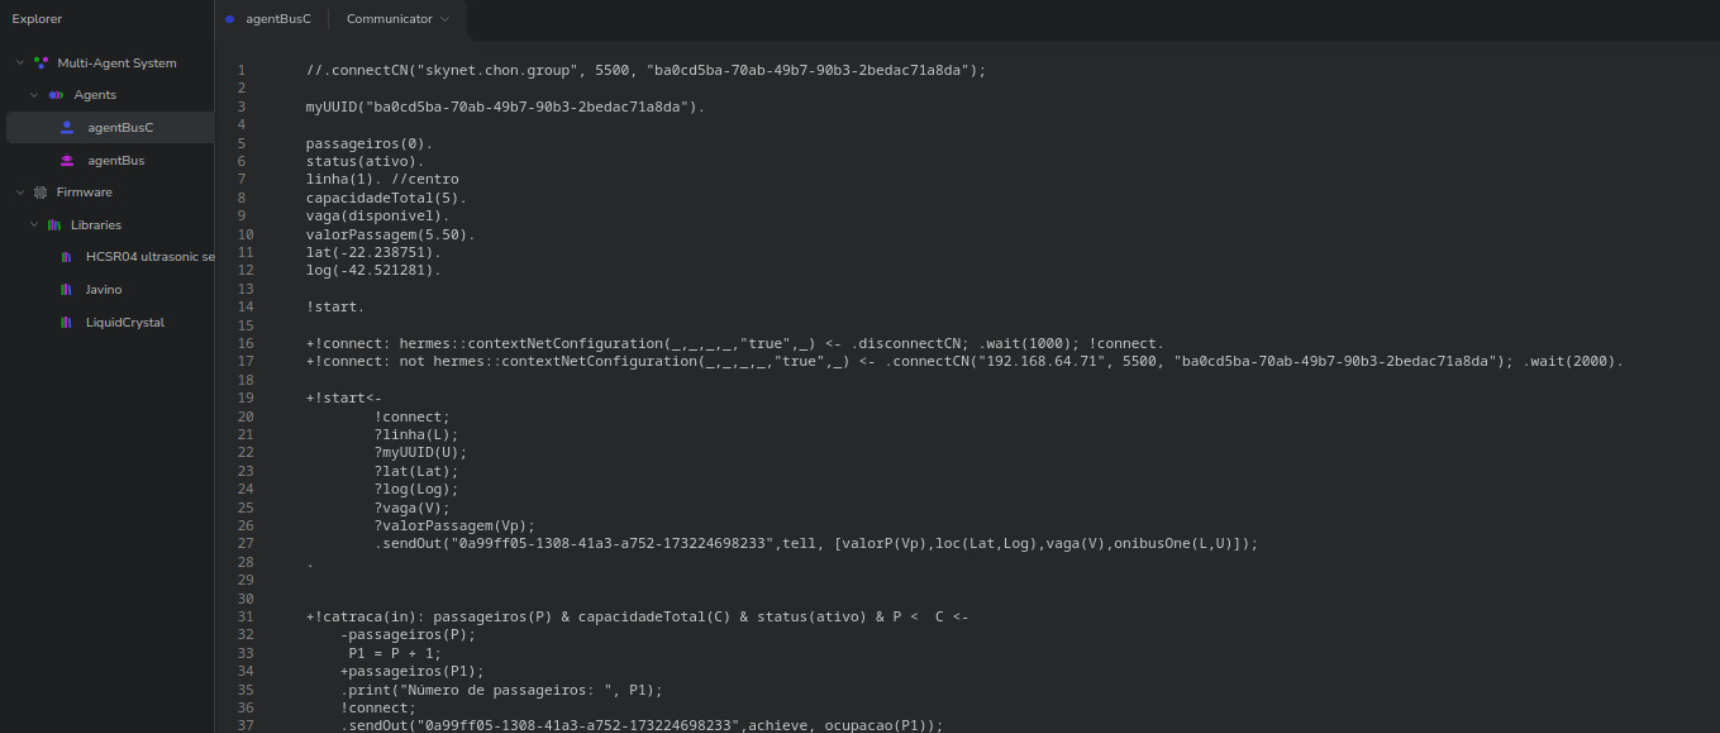 Explorer
agentBusC
Communicator
Multi-Agent System
Agents
agentBusC
agentBus
Firmware
Libraries
HCSR04 ultrasonic se
Javino
LiquidCrystal
1 //.connectCN("skynet.chon.group", 5500, "ba0cd5ba-70ab-49b7-90b3-2bedac71a8da");
2
3 myUUID("ba0cd5ba-70ab-49b7-90b3-2bedac71a8da").
4
5 passageiros(0).
6 status(ativo).
7 linha(1). //centro
8 capacidadeTotal(5).
9 vaga(disponivel).
10 valorPassagem(5.50).
11 lat(-22.238751).
12 log(-42.521281).
13
14 !start.
15
16 +!connect: hermes::contextNetConfiguration(_,_,_,_,"true",_) <- .disconnectCN; .wait(1000); !connect.
17 +!connect: not hermes::contextNetConfiguration(_,_,_,_,"true",_) <- .connectCN("192.168.64.71", 5500, "ba0cd5ba-70ab-49b7-90b3-2bedac71a8da"); .wait(2000).
18
19 +!start<-
20 !connect;
21 ?linha(L);
22 ?myUUID(U);
23 ?lat(Lat);
24 ?log(Log);
25 ?vaga(V);
26 ?valorPassagem(Vp);
27 .sendOut("0a99ff05-1308-41a3-a752-173224698233",tell, [valorP(Vp),loc(Lat,Log),vaga(V),onibusOne(L,U)]);
28 .
29
30
31 +!catraca(in): passageiros(P) & capacidadeTotal(C) & status(ativo) & P <  C <-
32 -passageiros(P);
33 P1 = P + 1;
34 +passageiros(P1);
35 .print("Número de passageiros: ", P1);
36 !connect;
37 .sendOut("0a99ff05-1308-41a3-a752-173224698233",achieve, ocupacao(P1));